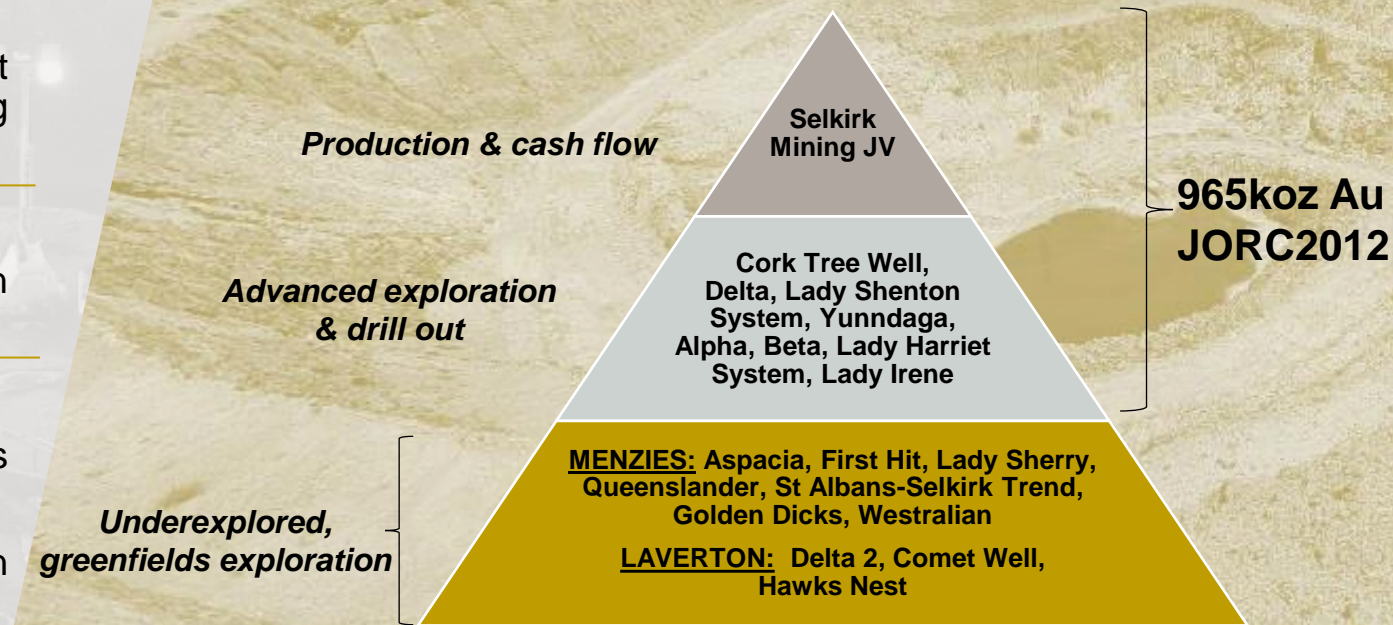 t
g
n
s
n
Production & cash flow
Selkirk
Mining JV
965koz Au
JORC2012
Advanced exploration
& drill out
Cork Tree Well,
Delta, Lady Shenton
System, Yunndaga,
Alpha, Beta, Lady Harriet
System, Lady Irene
Underexplored,
greenfields exploration
MENZIES: Aspacia, First Hit, Lady Sherry,
Queenslander, St Albans-Selkirk Trend,
Golden Dicks, Westralian
LAVERTON: Delta 2, Comet Well,
Hawks Nest